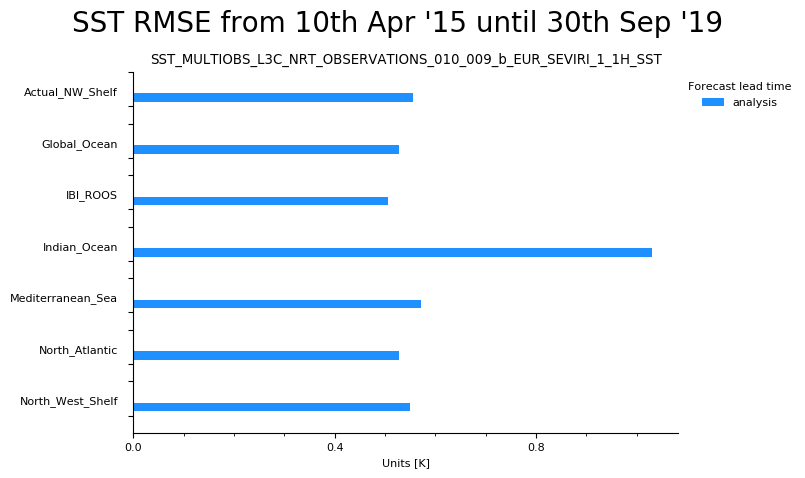 SST RMSE from 10th Apr '15 until 30th Sep '19
SST_MULTIOBS_L3C_NRT_OBSERVATIONS_010_009_b_EUR_SEVIRI_1_1H_SST
Forecast lead time
analysis
Actual_NW_Shelf
Global_Ocean
IBI_ROOS
Indian_Ocean
Mediterranean_Sea
North_Atlantic
North_West_Shelf
0.0 0.4 0.8
Units [K]